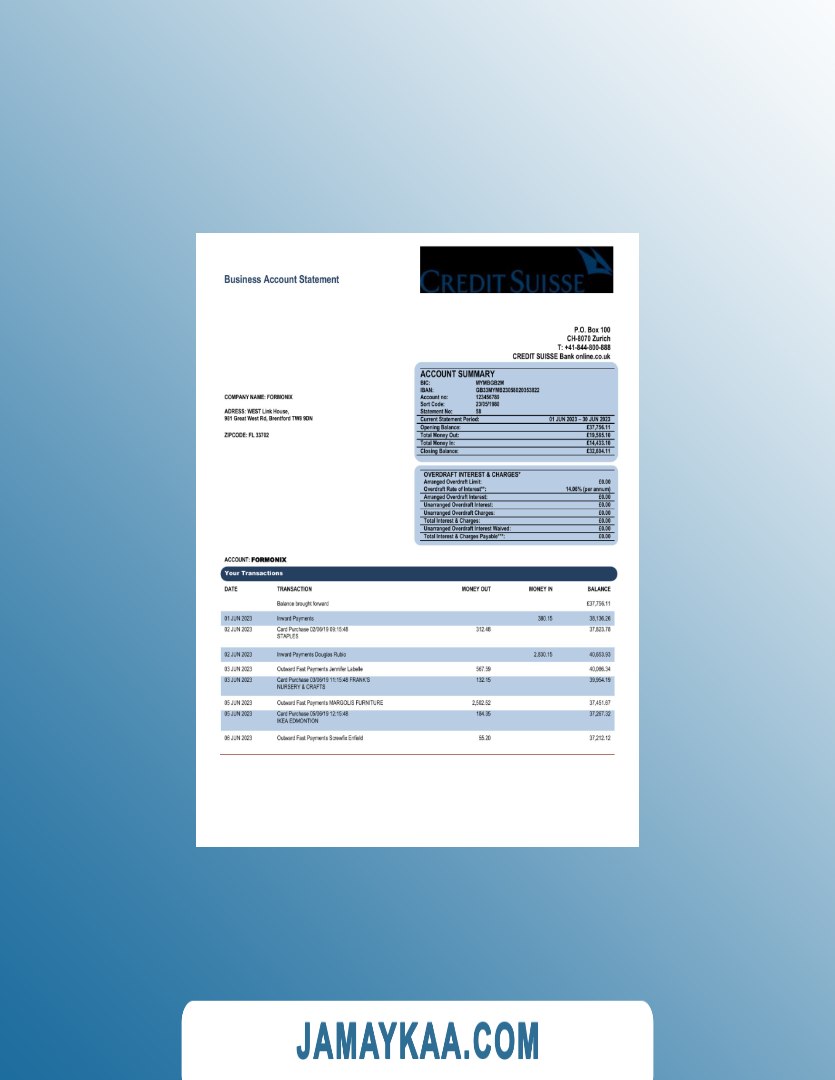 Business Account Statement
CREDIT SUISSE
P.O. Box 100
CH-8070 Zurich
T: +41-844-800-888
CREDIT SUISSE Bank online.co.uk
ACCOUNT SUMMARY
BIC: MYMBGB2M
IBAN:
Account no: 123456789
Sort Code: 23/05/1980
Statement No: 58
Current Statement Period: 01 JUN 2023 – 30 JUN 2023
Opening Balance: £37,756.11
Total Money Out: £19,585.10
Total Money In: £14,433.10
Closing Balance: £32,604.11
COMPANY NAME: FORMONIX
ADRESS: WEST Link House,
981 Great West Rd, Brentford TW8 9DN
ZIPCODE: FL 33702
OVERDRAFT INTEREST & CHARGES*
Arranged Overdraft Limit: £0.00
Overdraft Rate of Interest**: 14.06% (per annum)
Arranged Overdraft Interest: £0.00
Unarranged Overdraft Interest: £0.00
Unarranged Overdraft Charges: £0.00
Total Interest & Charges: £0.00
Unarranged Overdraft Interest Waived: £0.00
Total Interest & Charges Payable***: £0.00
ACCOUNT: FORMONIX
Your Transactions
DATE TRANSACTION MONEY OUT MONEY IN BALANCE
Balance brought forward £37,756.11
01 JUN 2023 Inward Payments 380.15 38,136.26
02 JUN 2023 Card Purchase 02/06/19 09:15:48 312.48 37,823.78
STAPLES
02 JUN 2023 Inward Payments Douglas Rubio 2,830.15 40,653.93
03 JUN 2023 Outward Fast Payments Jennifer Labelle 567.59 40,086.34
03 JUN 2023 Card Purchase 03/06/19 11:15:48 FRANK'S 132.15 39,954.19
NURSERY & CRAFTS
05 JUN 2023 Outward Fast Payments MARGOLIS FURNITURE 2,502.52 37,451.67
05 JUN 2023 Card Purchase 05/06/19 12:15:48 184.35 37,267.32
IKEA EDMONTION
06 JUN 2023 Outward Fast Payments Screwfix Enfield 55.20 37,212.12
JAMAYKAA.COM